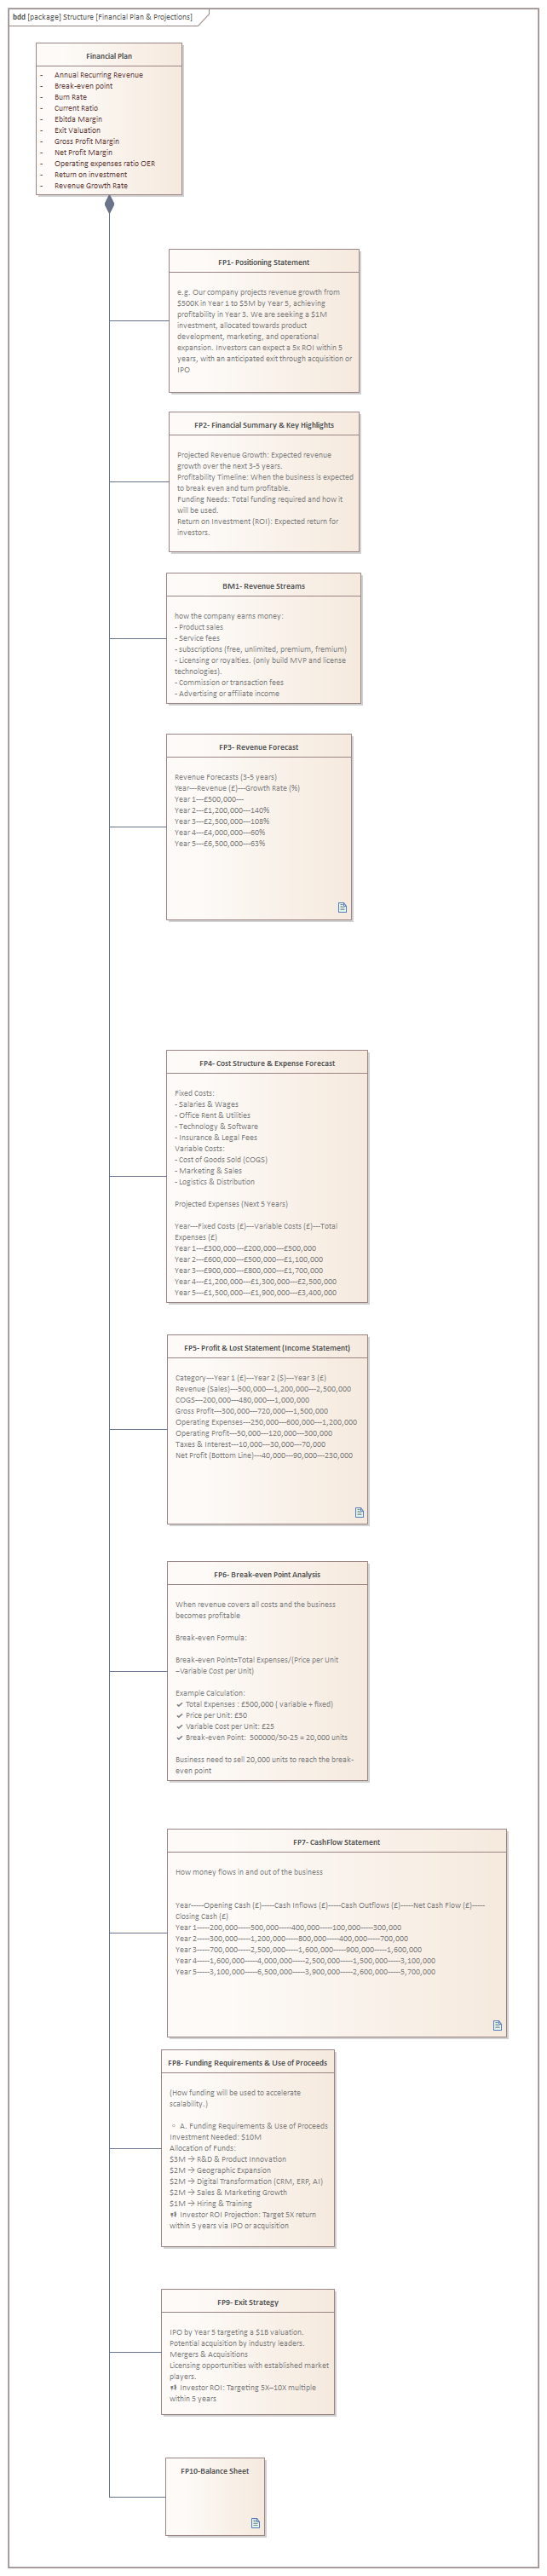 bdd [package] Structure [Financial Plan & Projections]
Financial Plan
- Annual Recurring Revenue
- Break-even point
- Burn Rate
- Current Ratio
- Ebitda Margin
- Exit Valuation
- Gross Profit Margin
- Net Profit Margin
- Operating expenses ratio OER
- Return on investment
- Revenue Growth Rate
FP1- Positioning Statement
e.g. Our company projects revenue growth from
$500K in Year 1 to $5M by Year 5, achieving
profitability in Year 3. We are seeking a $1M
investment, allocated towards product
development, marketing, and operational
expansion. Investors can expect a 5x ROI within 5
years, with an anticipated exit through acquisition or
IPO
FP2- Financial Summary & Key Highlights
Projected Revenue Growth: Expected revenue
growth over the next 3-5 years.
Profitability Timeline: When the business is expected
to break even and turn profitable.
Funding Needs: Total funding required and how it
will be used.
Return on Investment (ROI): Expected return for
investors.
BM1- Revenue Streams
how the company earns money:
- Product sales
- Service fees
- subscriptions (free, unlimited, premium, fremium)
- Licensing or royalties. (only build MVP and license
technologies).
- Commission or transaction fees
- Advertising or affiliate income
FP3- Revenue Forecast
Revenue Forecasts (3-5 years)
Year---Revenue (£)---Growth Rate (%)
Year 1---£500,000---
Year 2---£1,200,000---140%
Year 3---£2,500,000---108%
Year 4---£4,000,000---60%
Year 5---£6,500,000---63%
FP4- Cost Structure & Expense Forecast
Fixed Costs:
- Salaries & Wages
- Office Rent & Utilities
- Technology & Software
- Insurance & Legal Fees
Variable Costs:
- Cost of Goods Sold (COGS)
- Marketing & Sales
- Logistics & Distribution
Projected Expenses (Next 5 Years)
Year---Fixed Costs (£)---Variable Costs (£)---Total
Expenses (£)
Year 1---£300,000---£200,000---£500,000
Year 2---£600,000---£500,000---£1,100,000
Year 3---£900,000---£800,000---£1,700,000
Year 4---£1,200,000---£1,300,000---£2,500,000
Year 5---£1,500,000---£1,900,000---£3,400,000
FP5- Profit & Lost Statement (Income Statement)
Category---Year 1 (£)---Year 2 ($)---Year 3 (£)
Revenue (Sales)---500,000---1,200,000---2,500,000
COGS---200,000---480,000---1,000,000
Gross Profit---300,000---720,000---1,500,000
Operating Expenses---250,000---600,000---1,200,000
Operating Profit---50,000---120,000---300,000
Taxes & Interest---10,000---30,000---70,000
Net Profit (Bottom Line)---40,000---90,000---230,000
FP6- Break-even Point Analysis
When revenue covers all costs and the business
becomes profitable
Break-even Formula:
Break-even Point=Total Expenses/(Price per Unit
−Variable Cost per Unit)
Example Calculation:
✓ Total Expenses : £500,000 ( variable + fixed)
✓ Price per Unit: £50
✓ Variable Cost per Unit: £25
✓ Break-even Point: 500000/50-25 = 20,000 units
Business need to sell 20,000 units to reach the break-
even point
FP7- CashFlow Statement
How money flows in and out of the business
Year-----Opening Cash (£)-----Cash Inflows (£)-----Cash Outflows (£)-----Net Cash Flow (£)-----
Closing Cash (£)
Year 1-----200,000-----500,000-----400,000-----100,000-----300,000
Year 2-----300,000-----1,200,000-----800,000-----400,000-----700,000
Year 3-----700,000-----2,500,000-----1,600,000-----900,000-----1,600,000
Year 4-----1,600,000-----4,000,000-----2,500,000-----1,500,000-----3,100,000
Year 5-----3,100,000-----6,500,000-----3,900,000-----2,600,000-----5,700,000
FP8- Funding Requirements & Use of Proceeds
(How funding will be used to accelerate
scalability.)
A. Funding Requirements & Use of Proceeds
Investment Needed: $10M
Allocation of Funds:
$3M → R&D & Product Innovation
$2M → Geographic Expansion
$2M → Digital Transformation (CRM, ERP, AI)
$2M → Sales & Marketing Growth
$1M → Hiring & Training
Investor ROI Projection: Target 5X return
within 5 years via IPO or acquisition
FP9- Exit Strategy
IPO by Year 5 targeting a $1B valuation.
Potential acquisition by industry leaders.
Mergers & Acquisitions
Licensing opportunities with established market
players.
Investor ROI: Targeting 5X–10X multiple
within 5 years
FP10-Balance Sheet